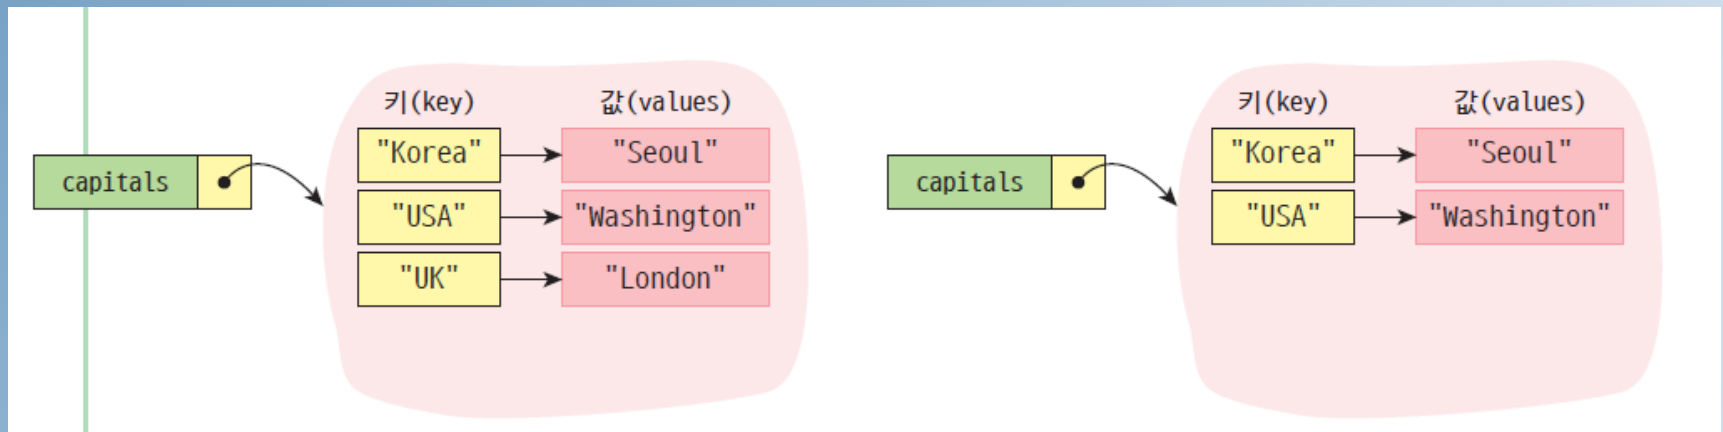 키(key) 값(values)
"Korea" "Seoul"
capitals
"USA" "Washington"
"UK" "London"
키(key) 값(values)
"Korea" "Seoul"
capitals
"USA" "Washington"